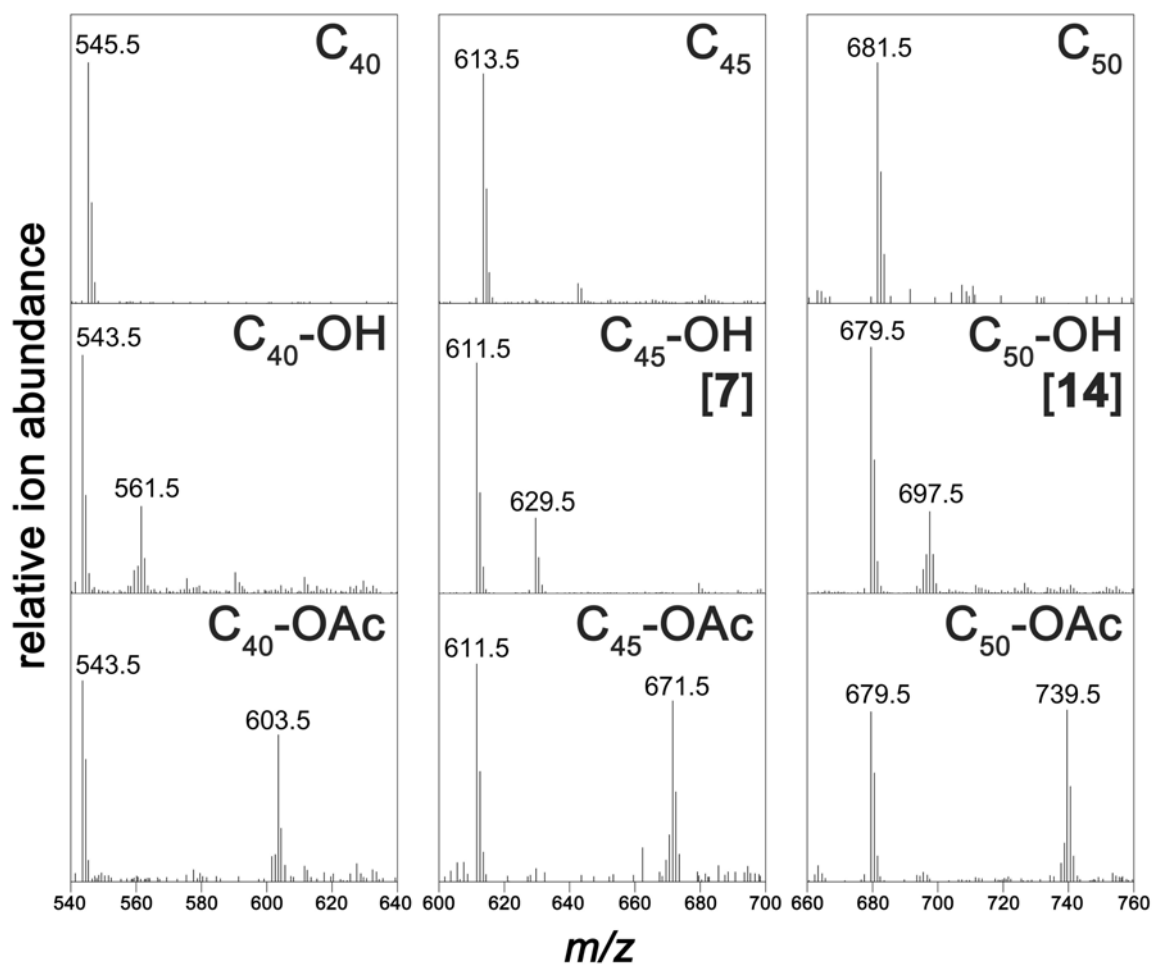 relative ion abundance
C40
545.5
C45
613.5
C50
681.5
C40-OH
543.5
561.5
C45-OH
[7]
611.5
629.5
C50-OH
[14]
679.5
697.5
C40-OAc
543.5
603.5
C45-OAc
611.5
671.5
C50-OAc
679.5
739.5
540 560 580 600 620 640
600 620 640 660 680 700
660 680 700 720 740 760
m/z